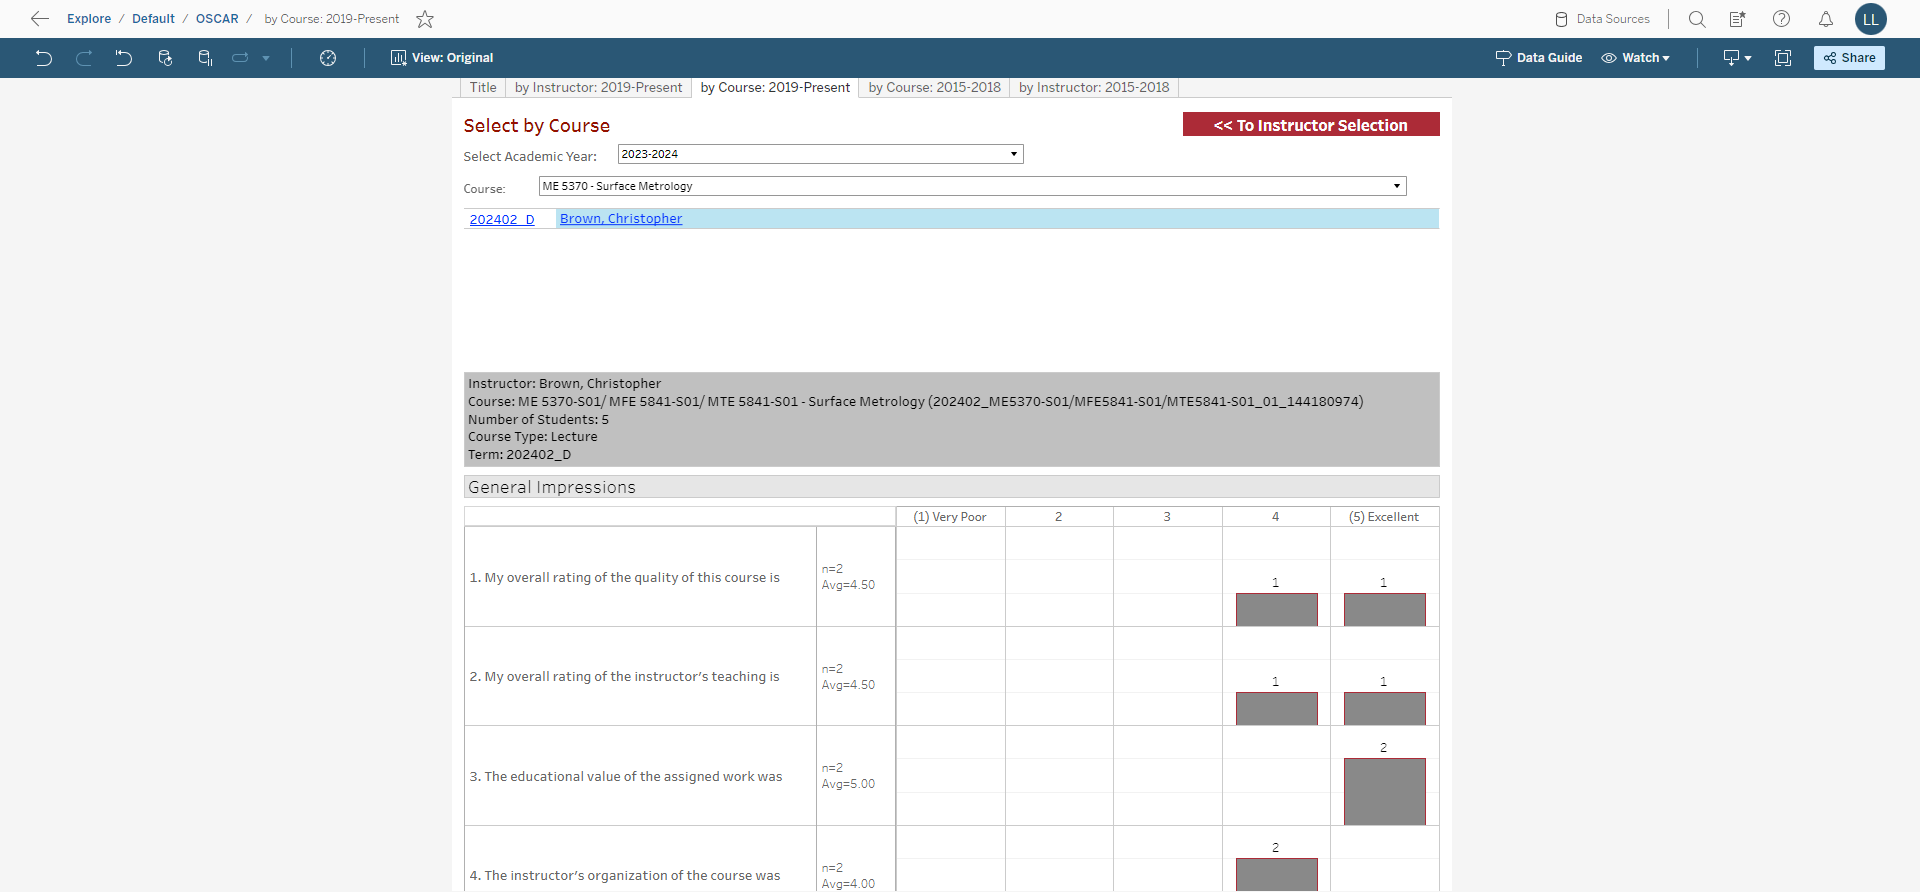 Explore / Default / OSCAR / by Course: 2019-Present
Data Sources
LL
View: Original
Data Guide
Watch
Share
Title
by Instructor: 2019-Present
by Course: 2019-Present
by Course: 2015-2018
by Instructor: 2015-2018
Select by Course
<< To Instructor Selection
Select Academic Year: 2023-2024
Course: ME 5370 - Surface Metrology
202402_D Brown, Christopher
Instructor: Brown, Christopher
Course: ME 5370-S01/ MFE 5841-S01/ MTE 5841-S01 - Surface Metrology (202402_ME5370-S01/MFE5841-S01/MTE5841-S01_01_144180974)
Number of Students: 5
Course Type: Lecture
Term: 202402_D
General Impressions
(1) Very Poor 2 3 4 (5) Excellent
1. My overall rating of the quality of this course is
n=2
Avg=4.50
1 1
2. My overall rating of the instructor's teaching is
n=2
Avg=4.50
1 1
3. The educational value of the assigned work was
n=2
Avg=5.00
2
4. The instructor's organization of the course was
n=2
Avg=4.00
2